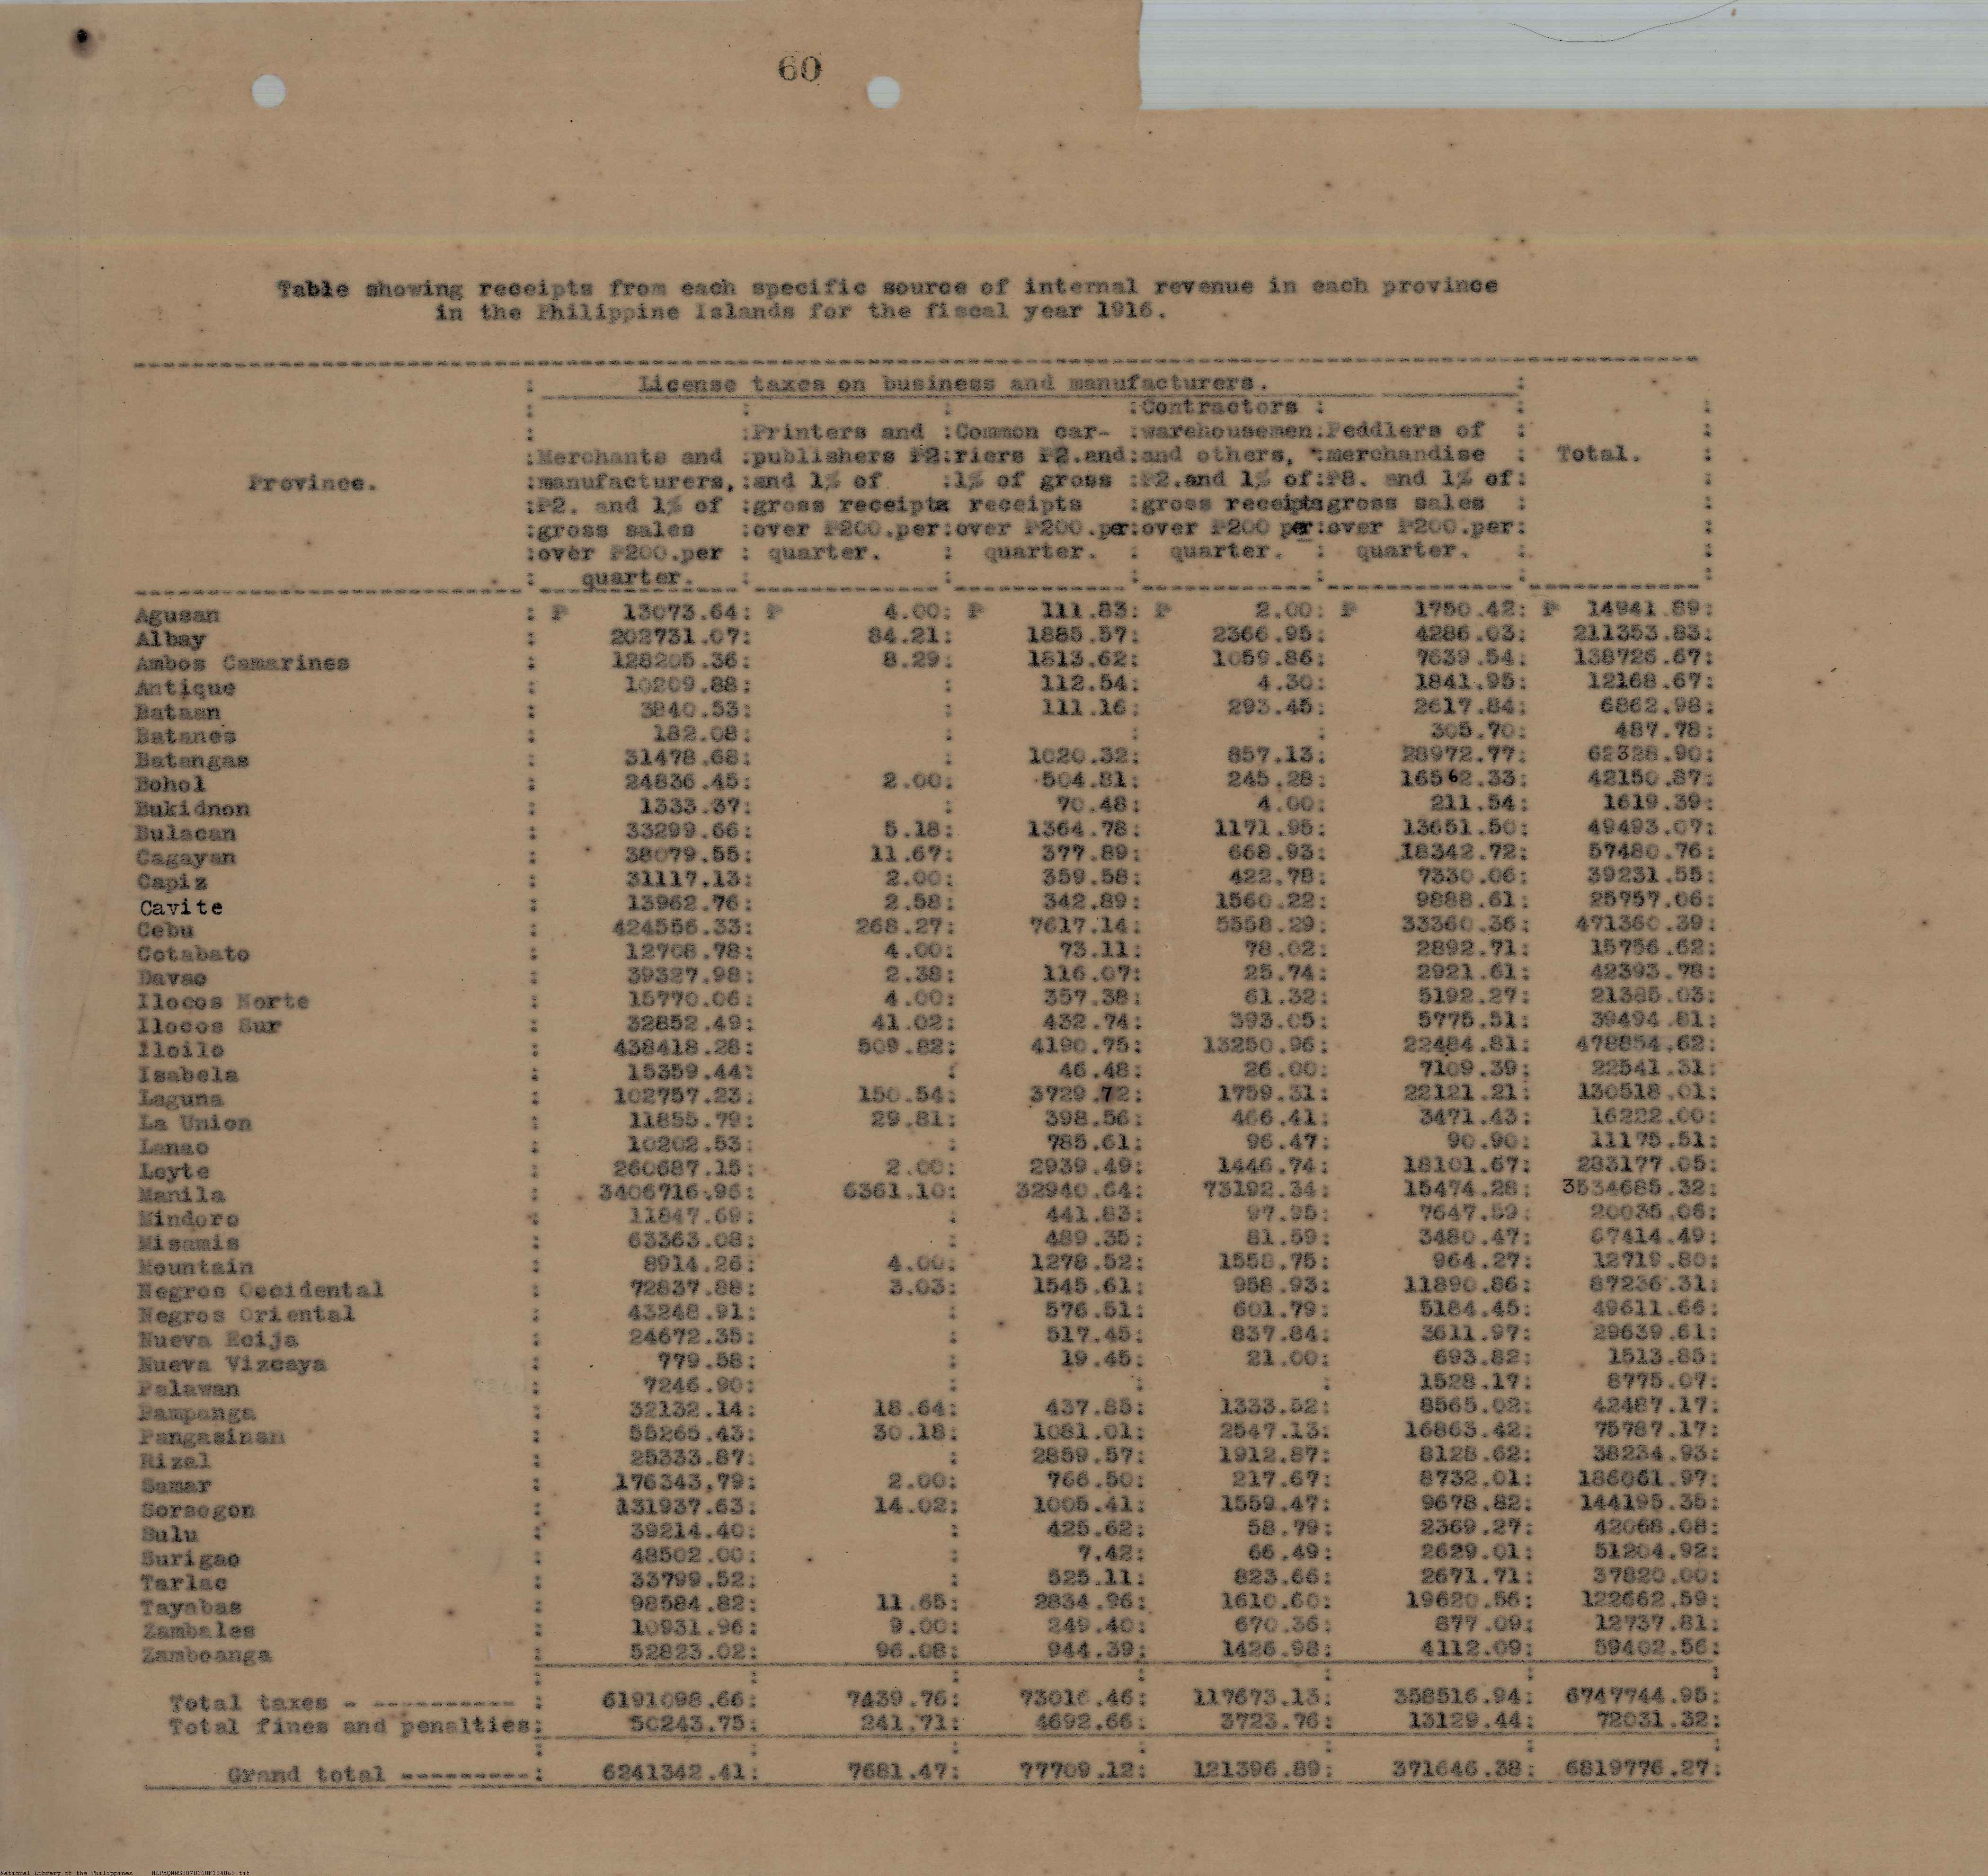 60
Table showing receipts from each specific source of internal revenue in each province
in the Philippine Islands for the fiscal year 1916.
: License taxes on business and manufacturers. :
: : : :Contractors : : :
: :Printers and :Common car- :warehousemen:Peddlers of : :
:Merchants and :publishers ₱2:riers ₱2.and:and others, :merchandise : Total. :
Province. :manufacturers, :and 1% of :1% of gross :₱2.and 1% of:₱8. and 1% of: :
:₱2. and 1% of :gross receipts receipts :gross receipts gross sales : :
:gross sales :over ₱200.per:over ₱200.per:over ₱200 per:over ₱200.per: :
:over ₱200.per : quarter. : quarter. : quarter. : quarter. : :
: quarter. : : : : : :
Agusan : ₱ 13073.64: ₱ 4.00: ₱ 111.83: ₱ 2.00: ₱ 1750.42: ₱ 14941.89:
Albay : 202731.07: 84.21: 1885.57: 2366.95: 4286.03: 211353.83:
Ambos Camarines : 128205.36: 8.29: 1813.62: 1059.86: 7639.54: 138726.67:
Antique : 10209.88: : 112.54: 4.30: 1841.95: 12168.67:
Bataan : 3840.53: : 111.16: 293.45: 2617.84: 6862.98:
Batanes : 182.08: : : : 305.70: 487.78:
Batangas : 31478.68: : 1020.32: 857.13: 28972.77: 62328.90:
Bohol : 24836.45: 2.00: 504.81: 245.28: 16562.33: 42150.87:
Bukidnon : 1333.37: : 70.48: 4.00: 211.54: 1619.39:
Bulacan : 33299.66: 5.18: 1364.78: 1171.95: 13651.50: 49493.07:
Cagayan : 38079.55: 11.67: 377.89: 668.93: 18342.72: 57480.76:
Capiz : 31117.13: 2.00: 359.58: 422.78: 7330.06: 39231.55:
Cavite : 13962.76: 2.58: 342.89: 1560.22: 9888.61: 25757.06:
Cebu : 424556.33: 268.27: 7617.14: 5558.29: 33360.36: 471360.39:
Cotabato : 12708.78: 4.00: 73.11: 78.02: 2892.71: 15756.62:
Davao : 39327.98: 2.38: 116.07: 25.74: 2921.61: 42393.78:
Ilocos Norte : 15770.06: 4.00: 357.38: 61.32: 5192.27: 21385.03:
Ilocos Sur : 32852.49: 41.02: 432.74: 393.05: 5775.51: 39494.81:
Iloilo : 438418.28: 509.82: 4190.75: 13250.96: 22484.81: 478854.62:
Isabela : 15359.44: : 46.48: 26.00: 7109.39: 22541.31:
Laguna : 102757.23: 150.54: 3729.72: 1759.31: 22121.21: 130518.01:
La Union : 11855.79: 29.81: 398.56: 466.41: 3471.43: 16222.00:
Lanao : 10202.53: : 785.61: 96.47: 90.90: 11175.51:
Leyte : 260687.15: 2.00: 2939.49: 1446.74: 18101.67: 283177.05:
Manila : 3406716.96: 6361.10: 32940.64: 73192.34: 15474.28: 3534685.32:
Mindoro : 11847.69: : 441.83: 97.95: 7647.59: 20035.06:
Misamis : 63363.08: : 489.35: 81.59: 3480.47: 67414.49:
Mountain : 8914.26: 4.00: 1278.52: 1558.75: 964.27: 12719.80:
Negros Occidental : 72837.88: 3.03: 1545.61: 958.93: 11890.86: 87236.31:
Negros Oriental : 43248.91: : 576.51: 601.79: 5184.45: 49611.66:
Nueva Ecija : 24672.35: : 517.45: 837.84: 3611.97: 29639.61:
Nueva Vizcaya : 779.58: : 19.45: 21.00: 693.82: 1513.85:
Palawan : 7246.90: : : : 1528.17: 8775.07:
Pampanga : 32132.14: 18.64: 437.85: 1333.52: 8565.02: 42487.17:
Pangasinan : 55265.43: 30.18: 1081.01: 2547.13: 16863.42: 75787.17:
Rizal : 25333.87: : 2859.57: 1912.87: 8128.62: 38234.93:
Samar : 176343.79: 2.00: 766.50: 217.67: 8732.01: 186061.97:
Sorsogon : 131937.63: 14.02: 1005.41: 1559.47: 9678.82: 144195.35:
Sulu : 39214.40: : 425.62: 58.79: 2369.27: 42068.08:
Surigao : 48502.00: : 7.42: 66.49: 2629.01: 51204.92:
Tarlac : 33799.52: : 525.11: 823.66: 2671.71: 37820.00:
Tayabas : 98584.82: 11.65: 2834.96: 1610.60: 19620.56: 122662.59:
Zambales : 10931.96: 9.00: 249.40: 670.36: 877.09: 12737.81:
Zamboanga : 52823.02: 96.08: 944.39: 1426.98: 4112.09: 59402.56:
Total taxes - ---------- : 6191098.66: 7439.76: 73016.46: 117673.13: 358516.94: 6747744.95:
Total fines and penalties: 50243.75: 241.71: 4692.66: 3723.76: 13129.44: 72031.32:
Grand total ----------: 6241342.41: 7681.47: 77709.12: 121396.89: 371646.38: 6819776.27:
National Library of the Philippines NLPMQMNS007B168F134065.tif